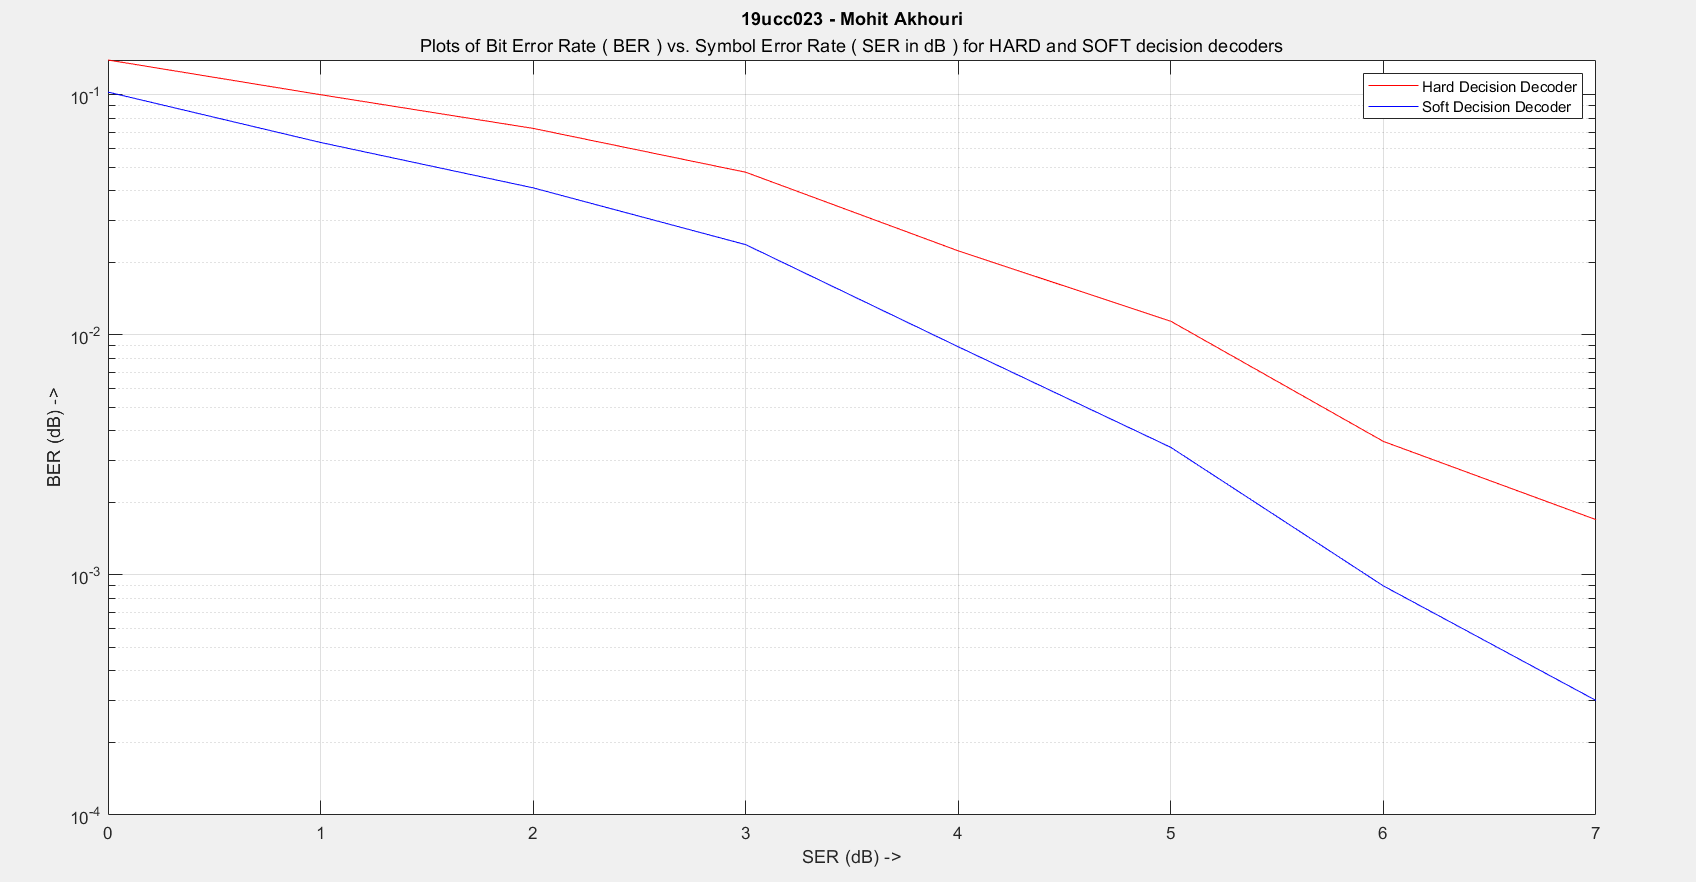 19ucc023 - Mohit Akhouri
Plots of Bit Error Rate ( BER ) vs. Symbol Error Rate ( SER in dB ) for HARD and SOFT decision decoders
Hard Decision Decoder
Soft Decision Decoder
10^-1
10^-2
10^-3
10^-4
BER (dB) ->
0 1 2 3 4 5 6 7
SER (dB) ->